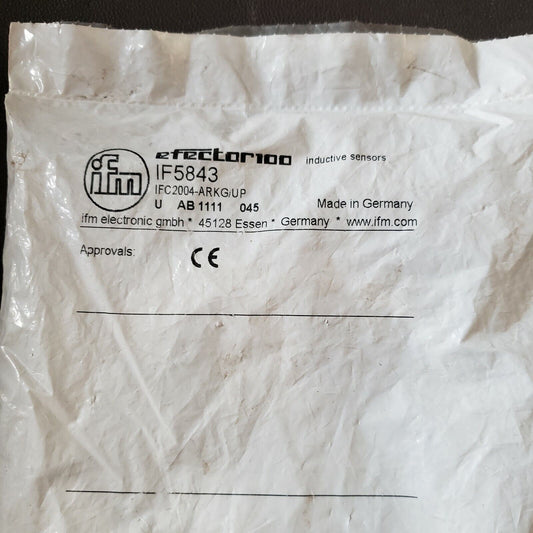 ifm
efector100 inductive sensors
IF5843
IFC2004-ARKG/UP
U AB 1111 045 Made in Germany
ifm electronic gmbh * 45128 Essen * Germany * www.ifm.com
Approvals: CE